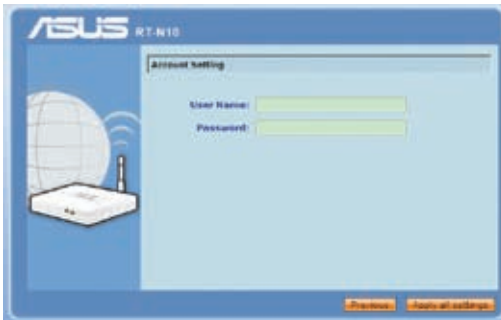 ASUS RT-N10
Account Setting
User Name:
Password:
Previous Apply all settings